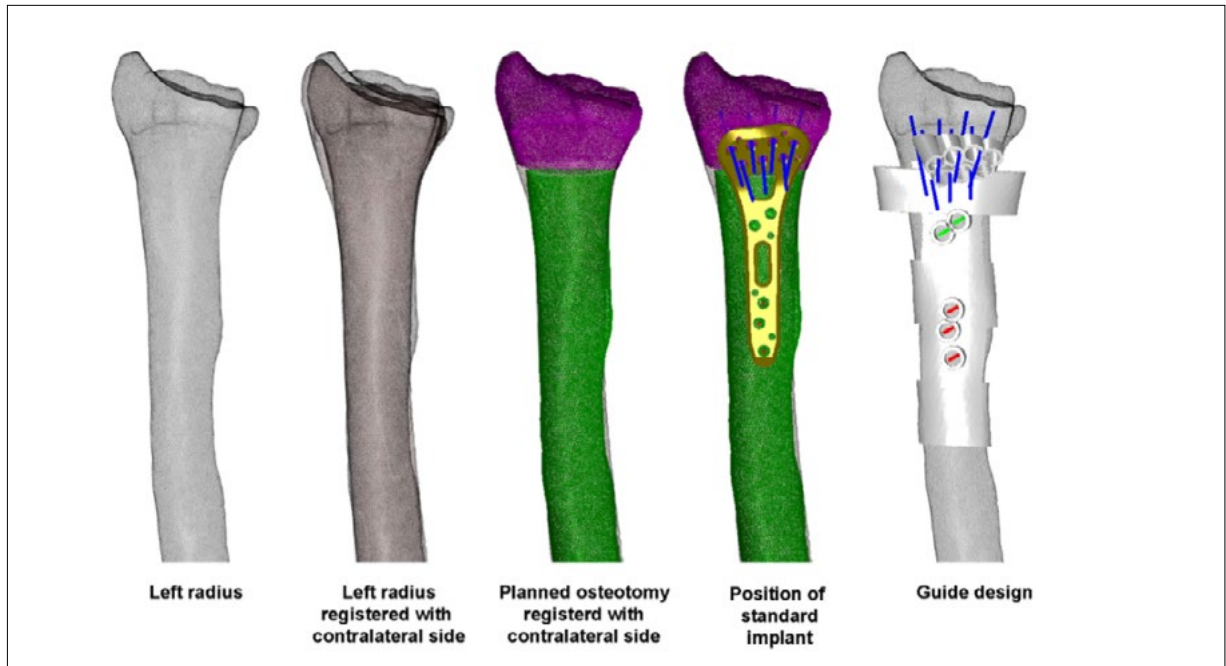 Left radius
Left radius
registered with
contralateral side
Planned osteotomy
registerd with
contralateral side
Position of
standard
implant
Guide design